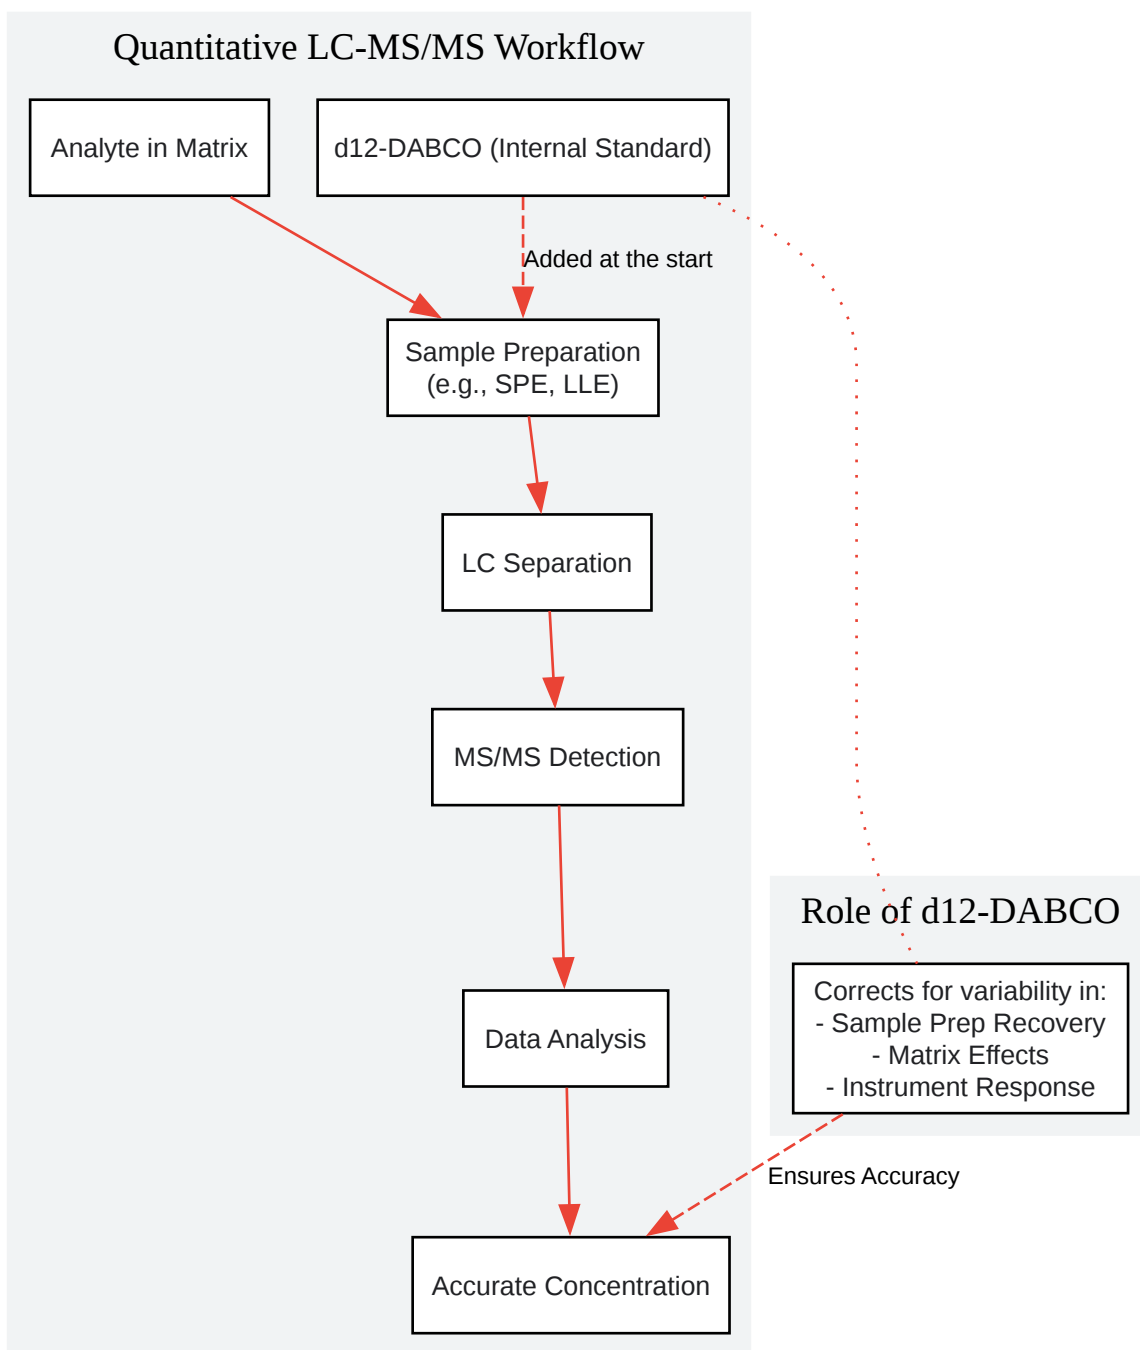 Quantitative LC-MS/MS Workflow
Analyte in Matrix
d12-DABCO (Internal Standard)
Added at the start
Sample Preparation
(e.g., SPE, LLE)
LC Separation
MS/MS Detection
Role of d12-DABCO
Corrects for variability in:
- Sample Prep Recovery
- Matrix Effects
- Instrument Response
Data Analysis
Ensures Accuracy
Accurate Concentration